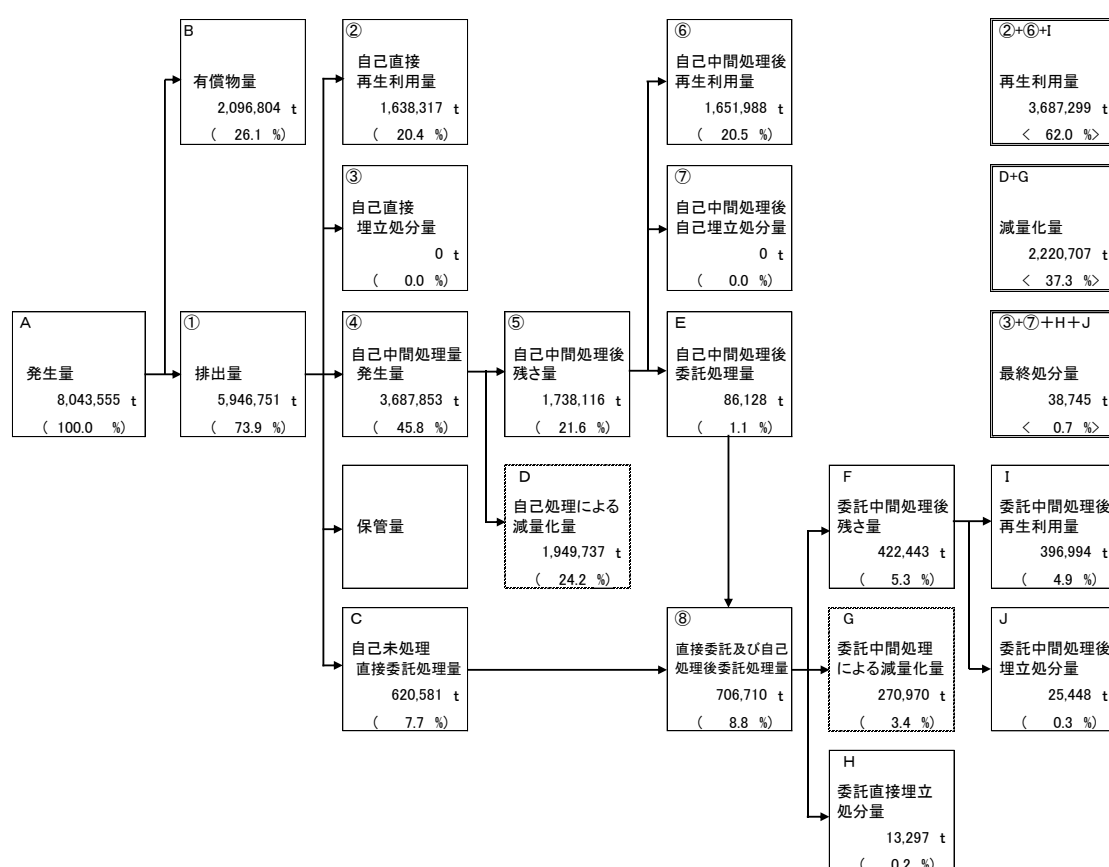 B
有償物量
2,096,804 t
( 26.1 %)
②
自己直接
再生利用量
1,638,317 t
( 20.4 %)
⑥
自己中間処理後
再生利用量
1,651,988 t
( 20.5 %)
②+⑥+I
再生利用量
3,687,299 t
< 62.0 %>
③
自己直接
埋立処分量
0 t
( 0.0 %)
⑦
自己中間処理後
自己埋立処分量
0 t
( 0.0 %)
D+G
減量化量
2,220,707 t
< 37.3 %>
A
発生量
8,043,555 t
( 100.0 %)
①
排出量
5,946,751 t
( 73.9 %)
④
自己中間処理量
発生量
3,687,853 t
( 45.8 %)
⑤
自己中間処理後
残さ量
1,738,116 t
( 21.6 %)
E
自己中間処理後
委託処理量
86,128 t
( 1.1 %)
③+⑦+H+J
最終処分量
38,745 t
< 0.7 %>
保管量
D
自己処理による
減量化量
1,949,737 t
( 24.2 %)
F
委託中間処理後
残さ量
422,443 t
( 5.3 %)
I
委託中間処理後
再生利用量
396,994 t
( 4.9 %)
C
自己未処理
直接委託処理量
620,581 t
( 7.7 %)
⑧
直接委託及び自己
処理後委託処理量
706,710 t
( 8.8 %)
G
委託中間処理
による減量化量
270,970 t
( 3.4 %)
J
委託中間処理後
埋立処分量
25,448 t
( 0.3 %)
H
委託直接埋立
処分量
13,297 t
( 0.2 %)